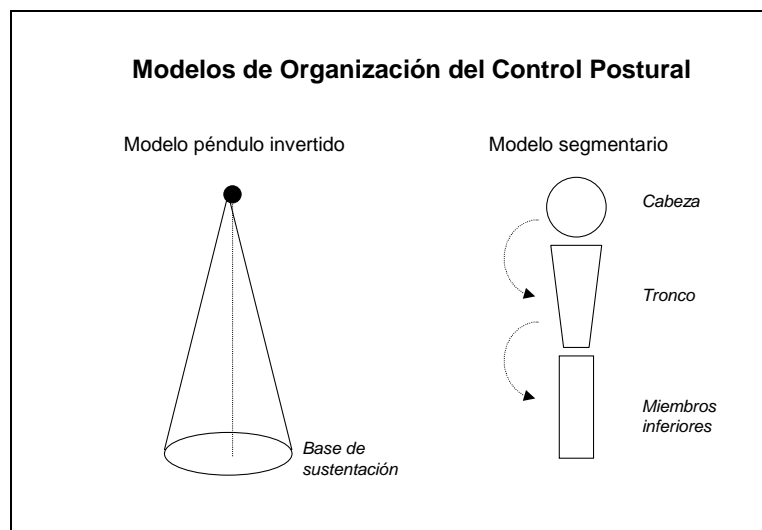 Modelos de Organización del Control Postural
Modelo péndulo invertido
Modelo segmentario
Cabeza
Tronco
Miembros
inferiores
Base de
sustentación